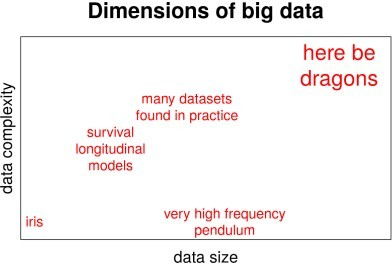 Dimensions of big data
here be
dragons
many datasets
found in practice
survival
longitudinal
models
iris
very high frequency
pendulum
data complexity
data size